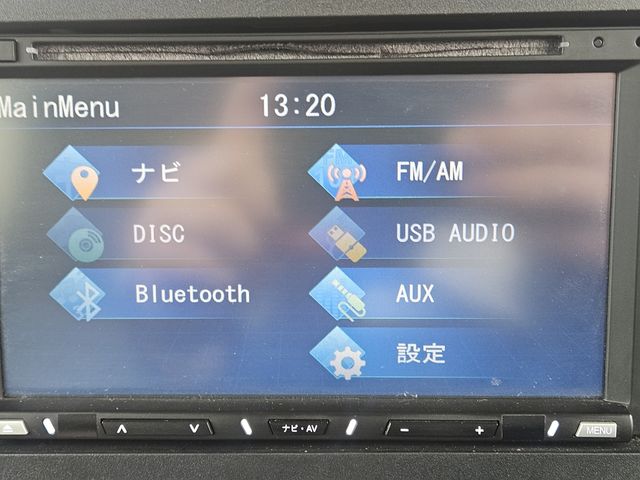 MainMenu 13:20
ナビ FM/AM
DISC USB AUDIO
Bluetooth AUX
設定
ナビ・AV - + MENU